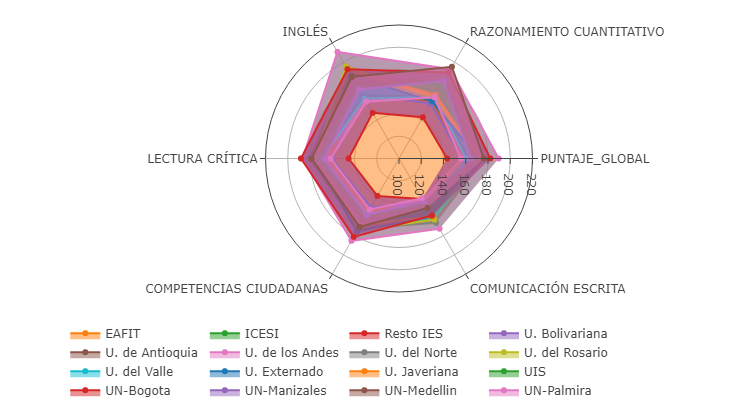 INGLÉS RAZONAMIENTO CUANTITATIVO
LECTURA CRÍTICA PUNTAJE_GLOBAL
100 120 140 160 180 200 220
COMPETENCIAS CIUDADANAS COMUNICACIÓN ESCRITA
EAFIT ICESI Resto IES U. Bolivariana
U. de Antioquia U. de los Andes U. del Norte U. del Rosario
U. del Valle U. Externado U. Javeriana UIS
UN-Bogota UN-Manizales UN-Medellin UN-Palmira